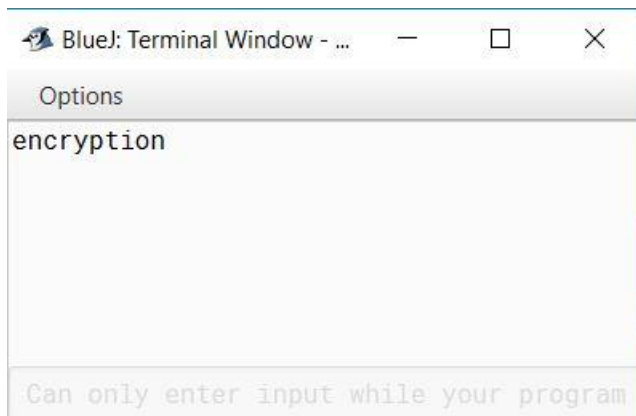 BlueJ: Terminal Window - ...
Options
encryption
Can only enter input while your program